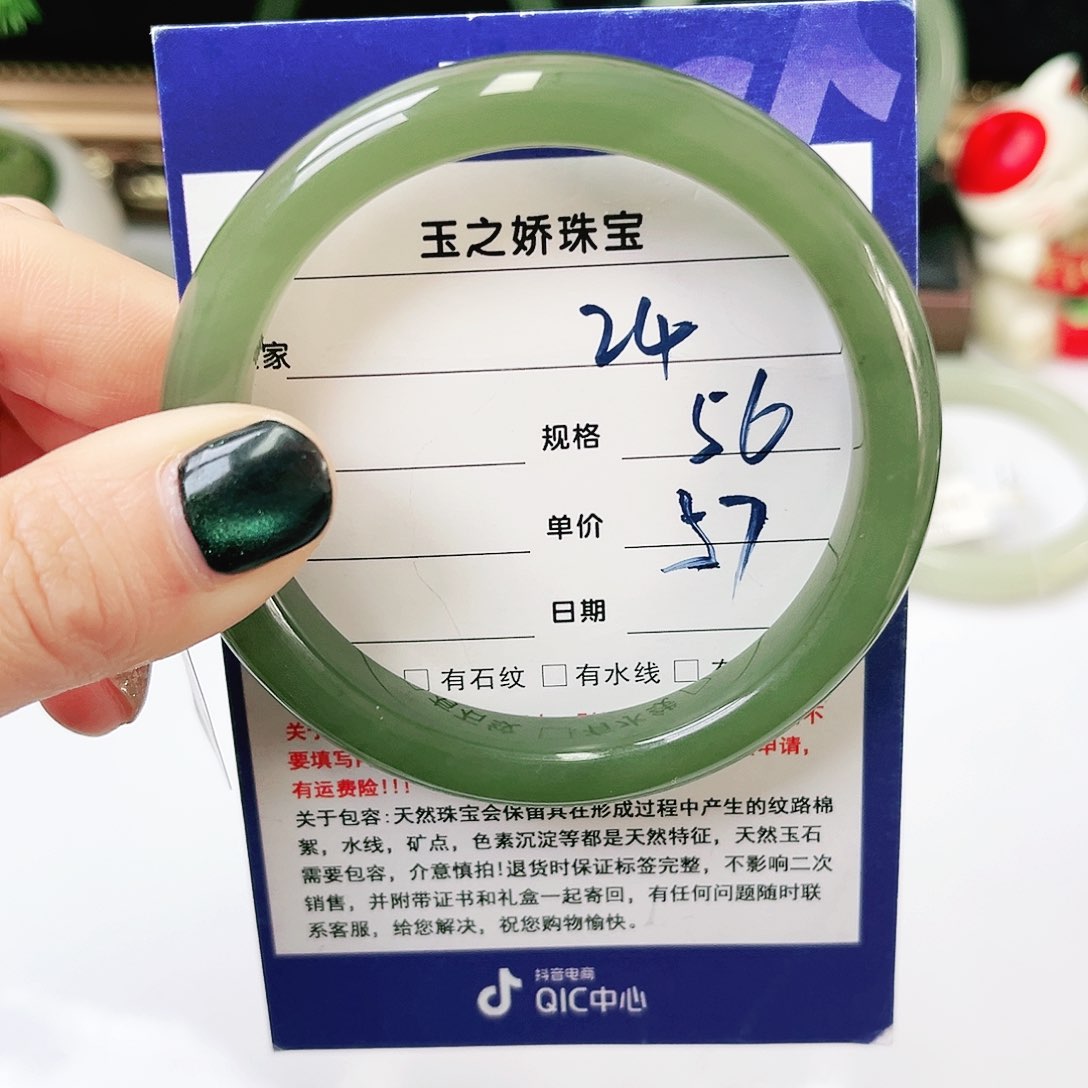 玉之娇珠宝
家 24
规格 56
单价 57
日期
□ 有石纹 □ 有水线 □
关
要填写 申请,
有运费险!!!
关于包容:天然珠宝会保留其在形成过程中产生的纹路棉
絮,水线,矿点,色素沉淀等都是天然特征,天然玉石
需要包容,介意慎拍!退货时保证标签完整,不影响二次
销售,并附带证书和礼盒一起寄回,有任何问题随时联
系客服,给您解决,祝您购物愉快。
抖音电商
QIC中心